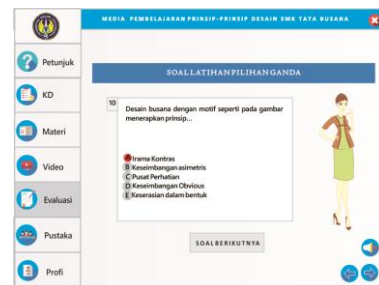 MEDIA PEMBELAJARAN PRINSIP-PRINSIP DESAIN SMK TATA BUSANA
Petunjuk
KD
Materi
Video
Evaluasi
Pustaka
Profi
SOAL LATIHAN PILIHAN GANDA
10
Desain busana dengan motif seperti pada gambar
menerapkan prinsip...
A Irama Kontras
B Keseimbangan asimetris
C Pusat Perhatian
D Keseimbangan Obvious
E Keserasian dalam bentuk
SOAL BERIKUTNYA